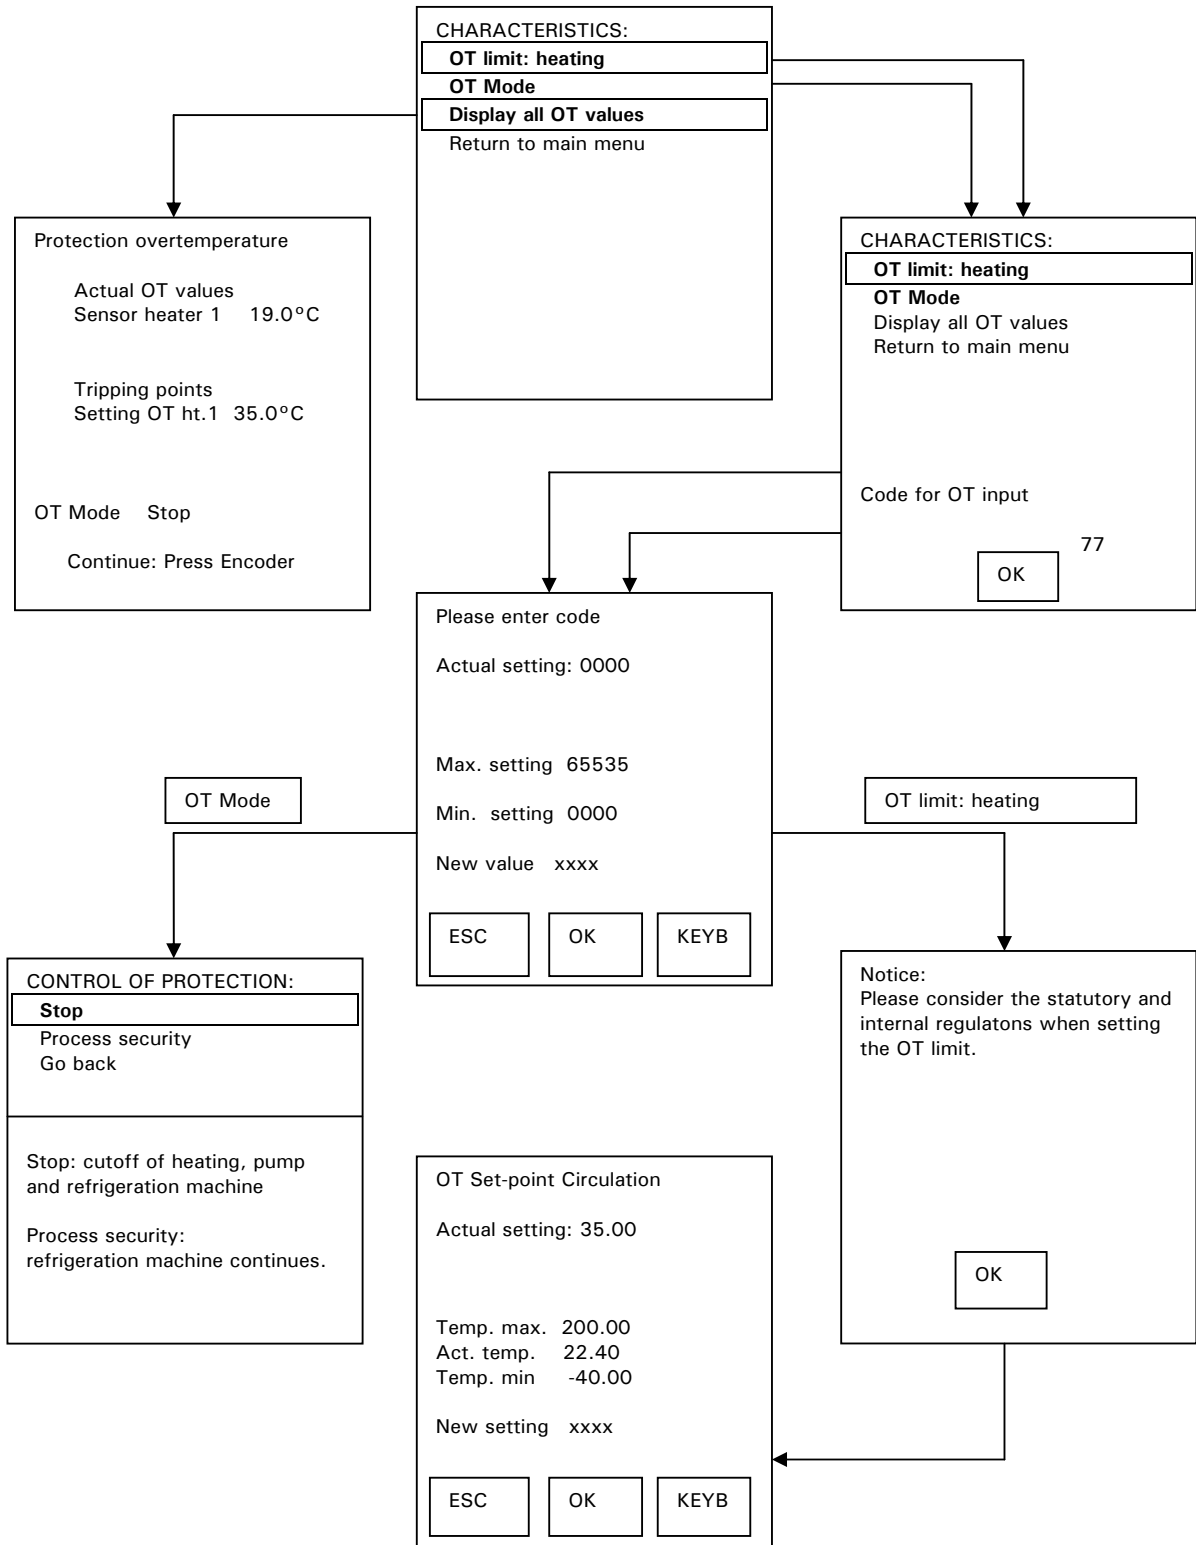 CHARACTERISTICS:
OT limit: heating
OT Mode
Display all OT values
Return to main menu
Protection overtemperature
Actual OT values
Sensor heater 1 19.0°C
Tripping points
Setting OT ht.1 35.0°C
OT Mode Stop
Continue: Press Encoder
CHARACTERISTICS:
OT limit: heating
OT Mode
Display all OT values
Return to main menu
Code for OT input
77
OK
Please enter code
Actual setting: 0000
Max. setting 65535
Min. setting 0000
New value xxxx
ESC OK KEYB
OT Mode
OT limit: heating
CONTROL OF PROTECTION:
Stop
Process security
Go back
Stop: cutoff of heating, pump
and refrigeration machine
Process security:
refrigeration machine continues.
Notice:
Please consider the statutory and
internal regulatons when setting
the OT limit.
OK
OT Set-point Circulation
Actual setting: 35.00
Temp. max. 200.00
Act. temp. 22.40
Temp. min -40.00
New setting xxxx
ESC OK KEYB